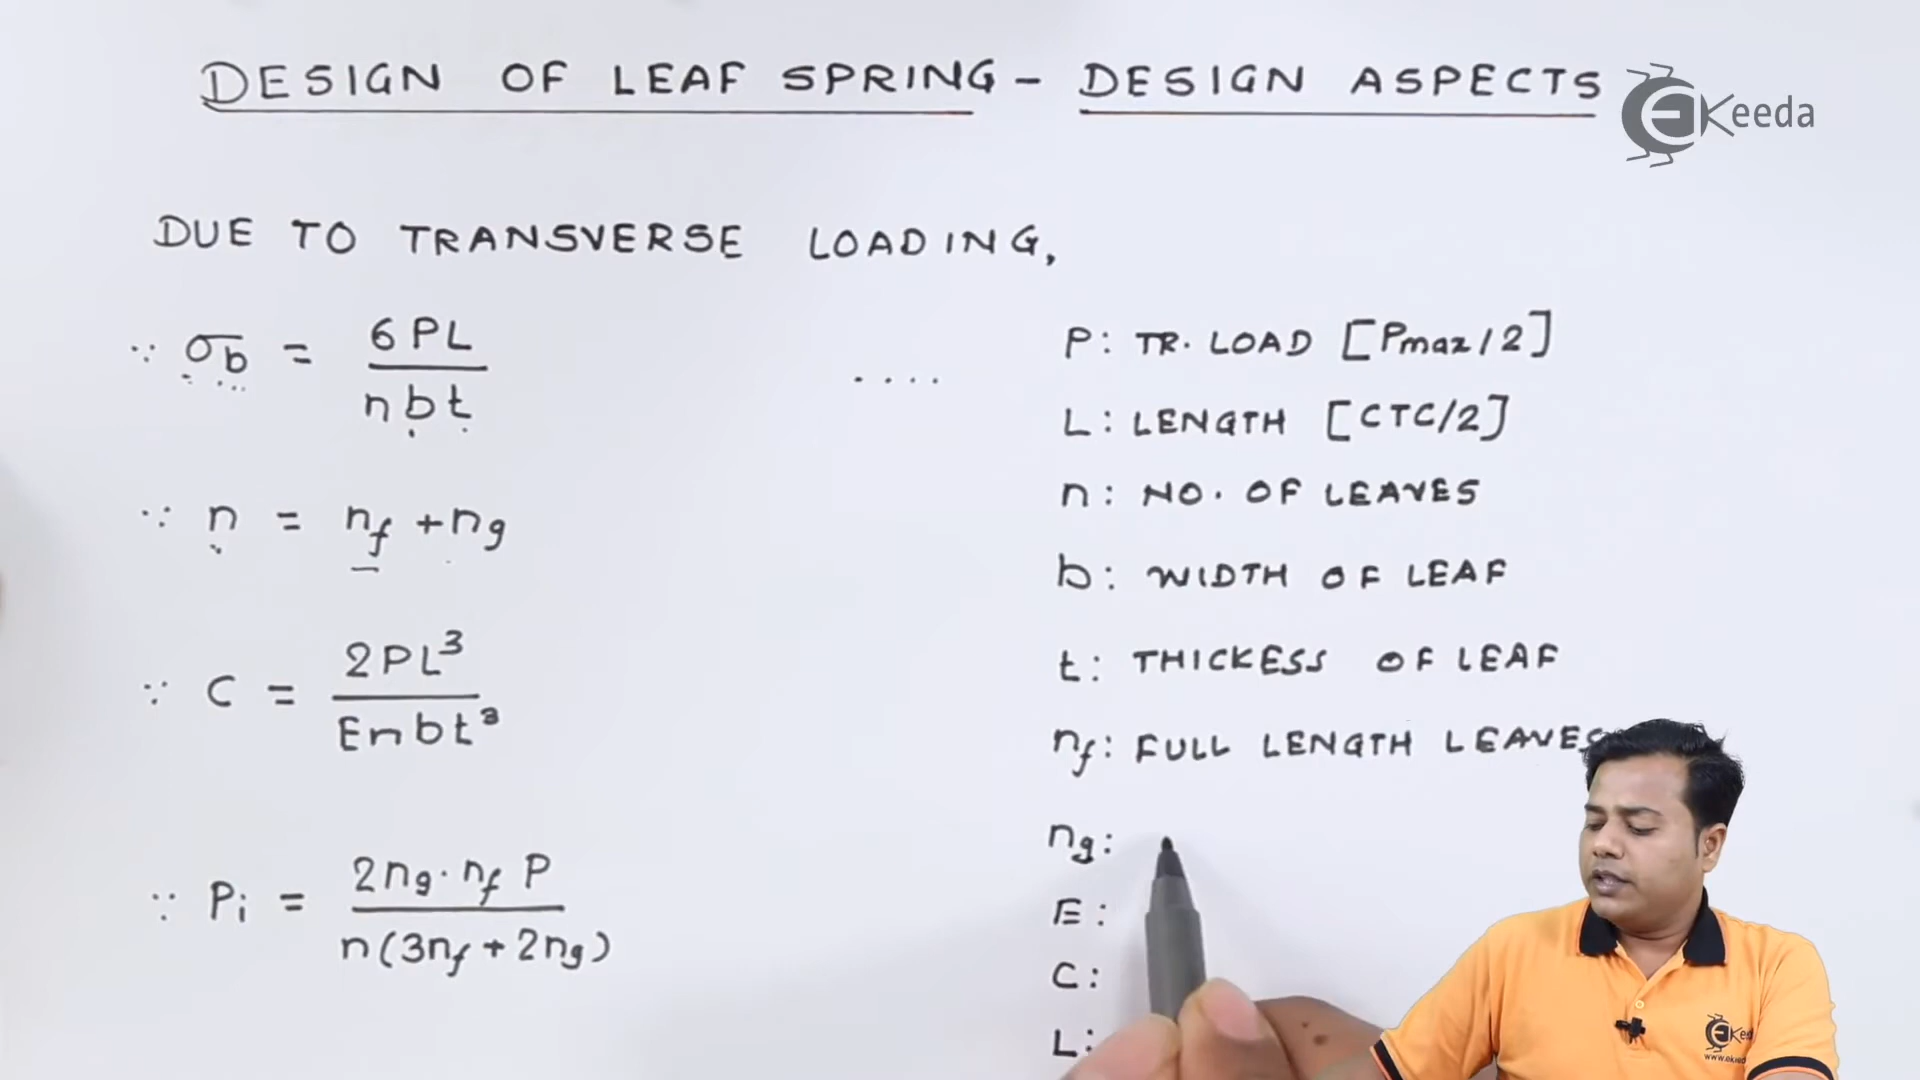 DESIGN OF LEAF SPRING - DESIGN ASPECTS
EKeeda
DUE TO TRANSVERSE LOADING,
∵ σb = 6PL / nbt
....
∵ n = nf + ng
∵ C = 2PL³ / Enbt³
∵ Pi = 2ng·nf P / n(3nf + 2ng)
P: TR. LOAD [Pmax/2]
L: LENGTH [CTC/2]
n: NO. OF LEAVES
b: WIDTH OF LEAF
t: THICKESS OF LEAF
nf: FULL LENGTH LEAVES
ng:
E:
C:
L: